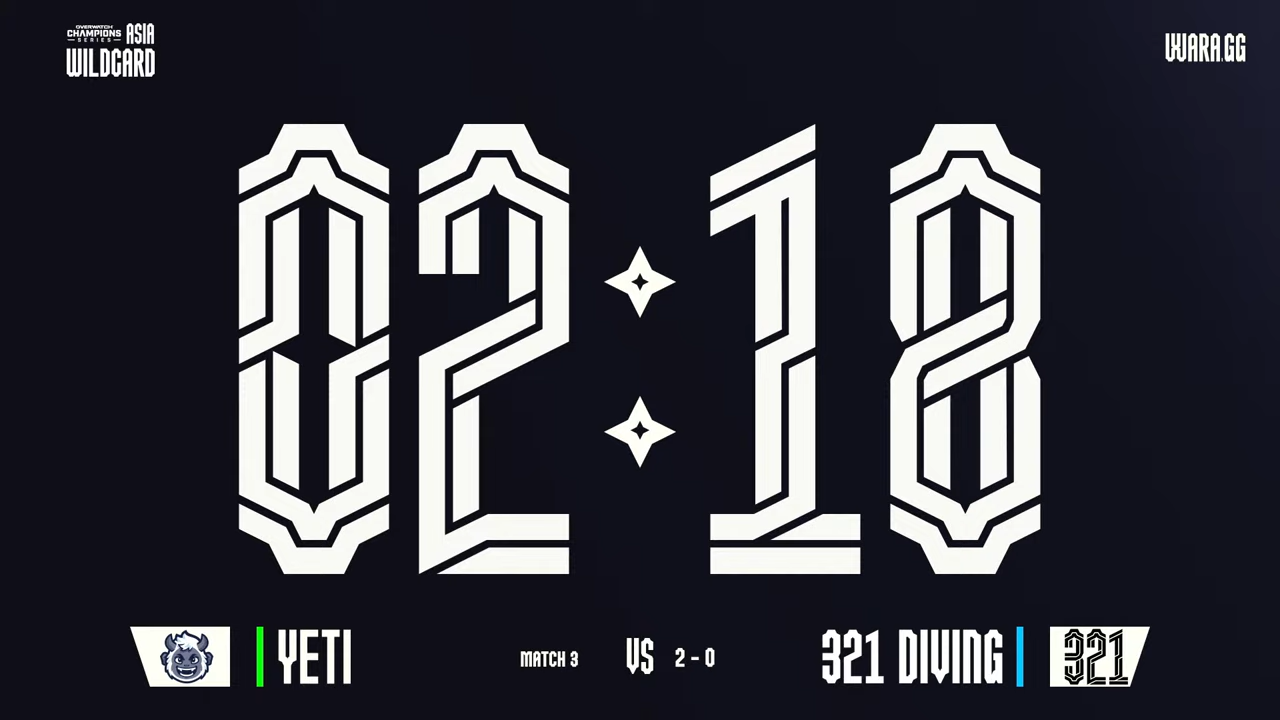 OVERWATCH
CHAMPIONS
SERIES
ASIA
WILDCARD
WARA.GG
02:18
YETI
MATCH 3
VS
2 - 0
321 DIVING
321